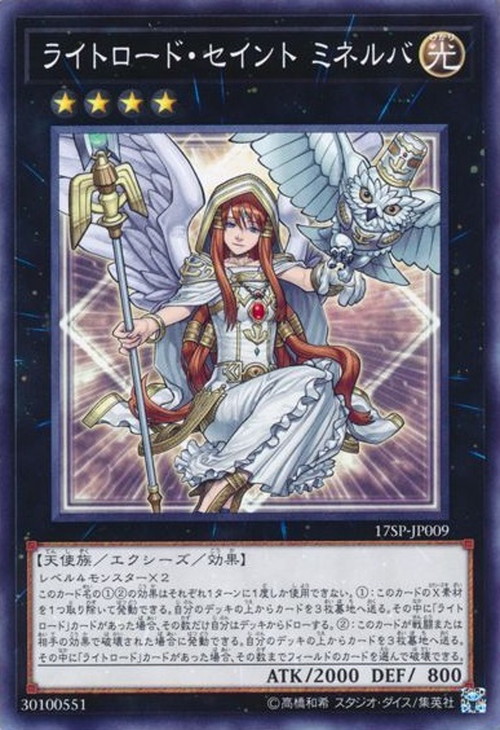 ライトロード・セイント ミネルバ
光
17SP-JP009
【天使族/エクシーズ/効果】
レベル4モンスター×2
このカード名の①②の効果はそれぞれ1ターンに1度しか使用できない。①:このカードのX素材
を1つ取り除いて発動できる。自分のデッキの上からカードを3枚墓地へ送る。その中に「ライト
ロード」カードがあった場合、その数だけ自分はデッキからドローする。②:このカードが戦闘または
相手の効果で破壊された場合に発動できる。自分のデッキの上からカードを3枚墓地へ送る。
その中に「ライトロード」カードがあった場合、その数までフィールドのカードを選んで破壊できる。
ATK/2000 DEF/ 800
30100551
©高橋和希 スタジオ・ダイス/集英社